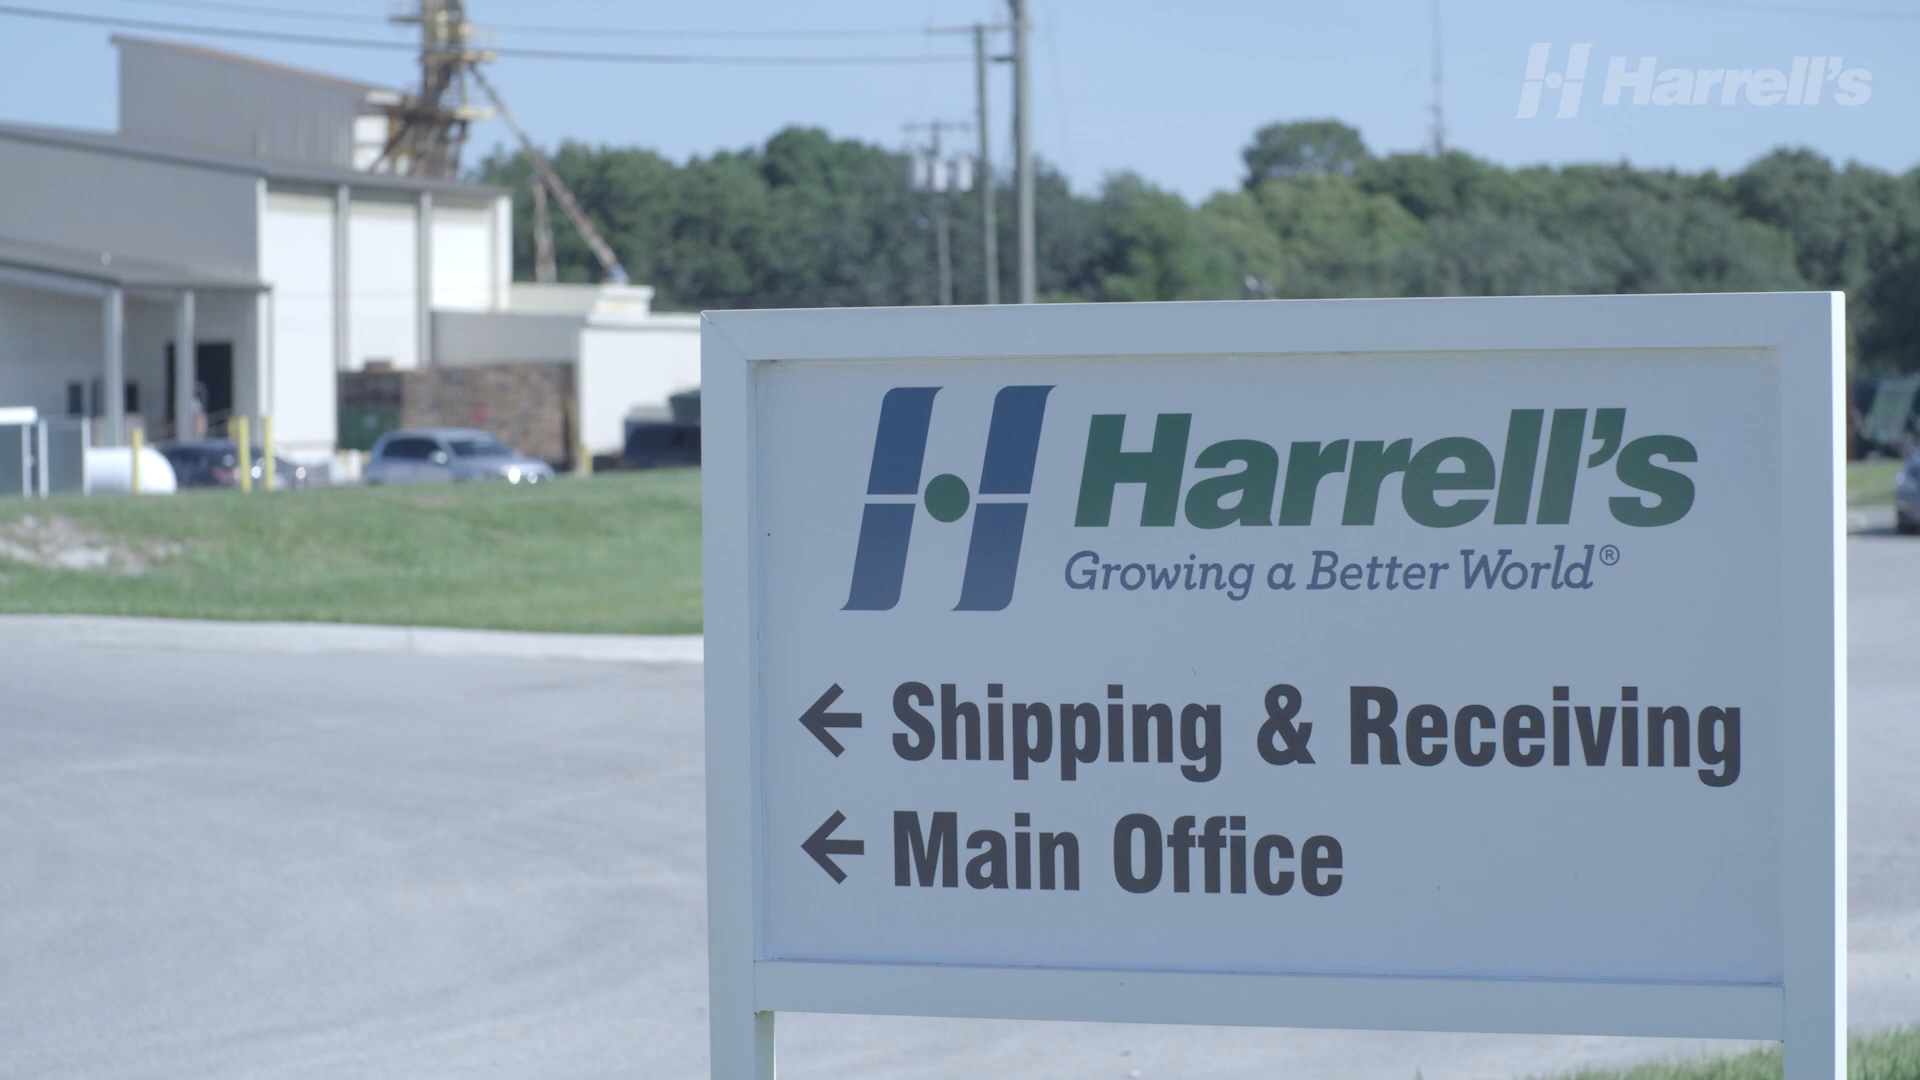 Harrell's
Harrell's
Growing a Better World®
← Shipping & Receiving
← Main Office